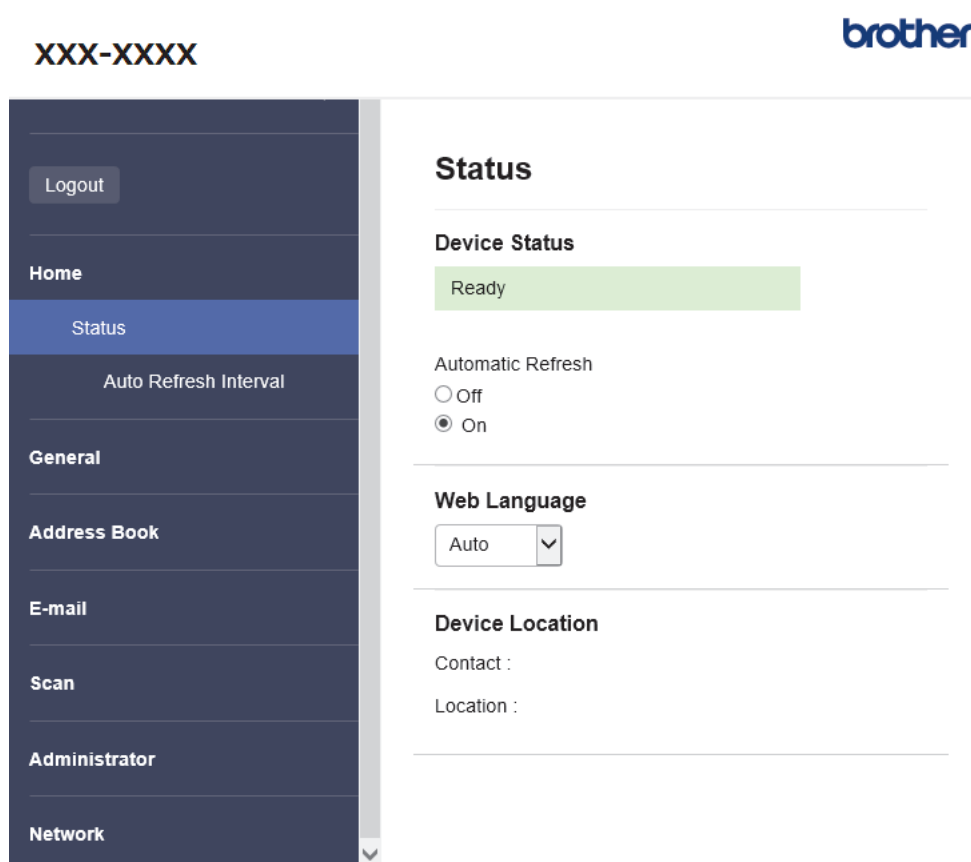 XXX-XXXX
brother
Logout
Home
Status
Auto Refresh Interval
General
Address Book
E-mail
Scan
Administrator
Network
Status
Device Status
Ready
Automatic Refresh
Off
On
Web Language
Auto
Device Location
Contact :
Location :